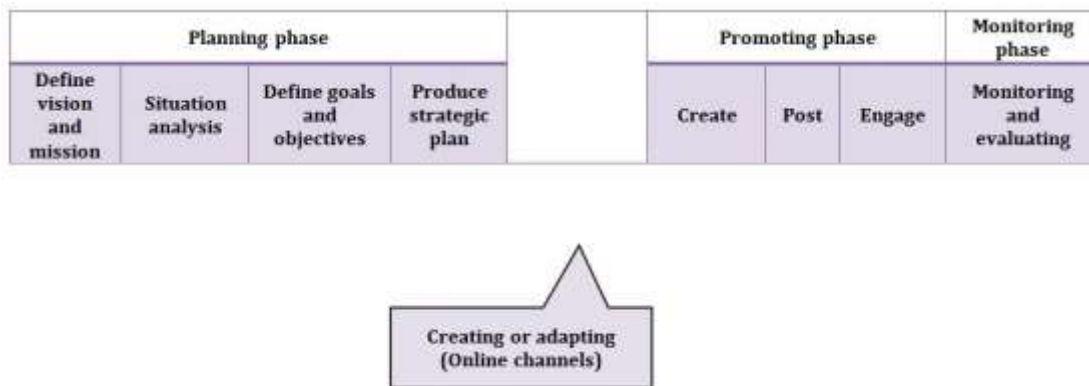 Planning phase
Promoting phase
Monitoring
phase
Define
vision
and
mission
Situation
analysis
Define goals
and
objectives
Produce
strategic
plan
Create
Post
Engage
Monitoring
and
evaluating
Creating or adapting
(Online channels)